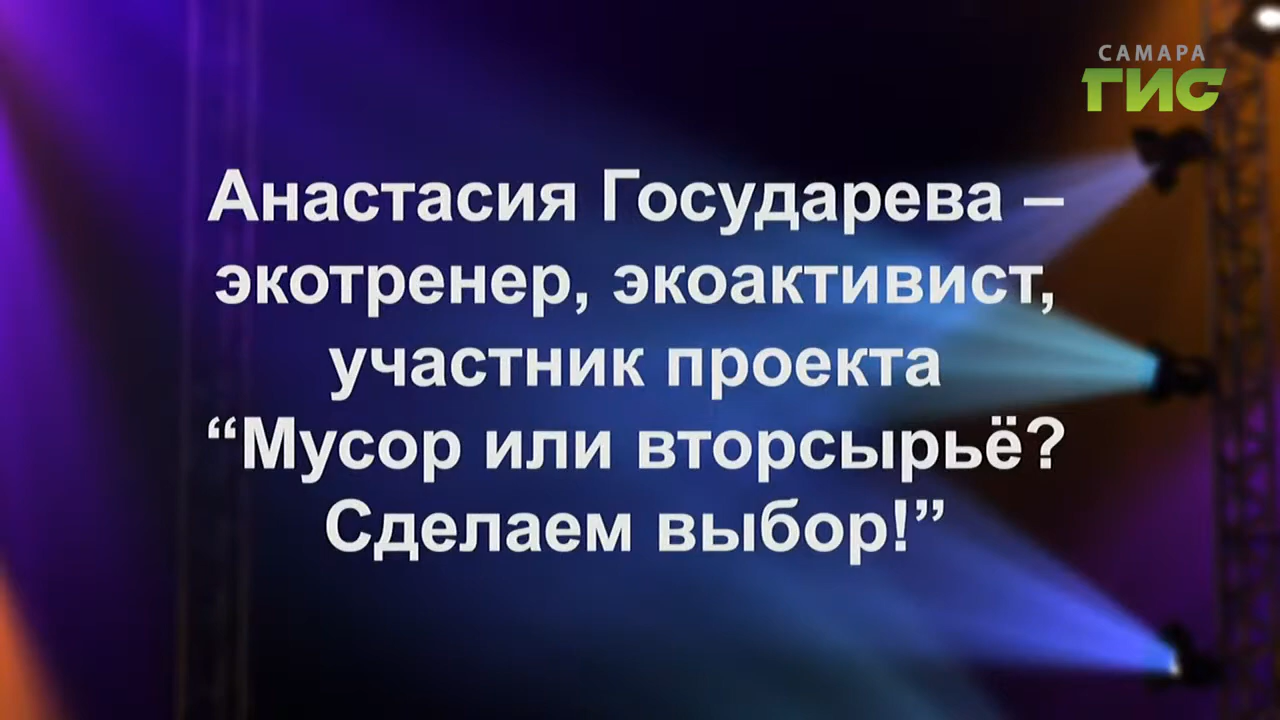 САМАРА
ГИС
Анастасия Государева –
экотренер, экоактивист,
участник проекта
“Мусор или вторсырьё?
Сделаем выбор!”